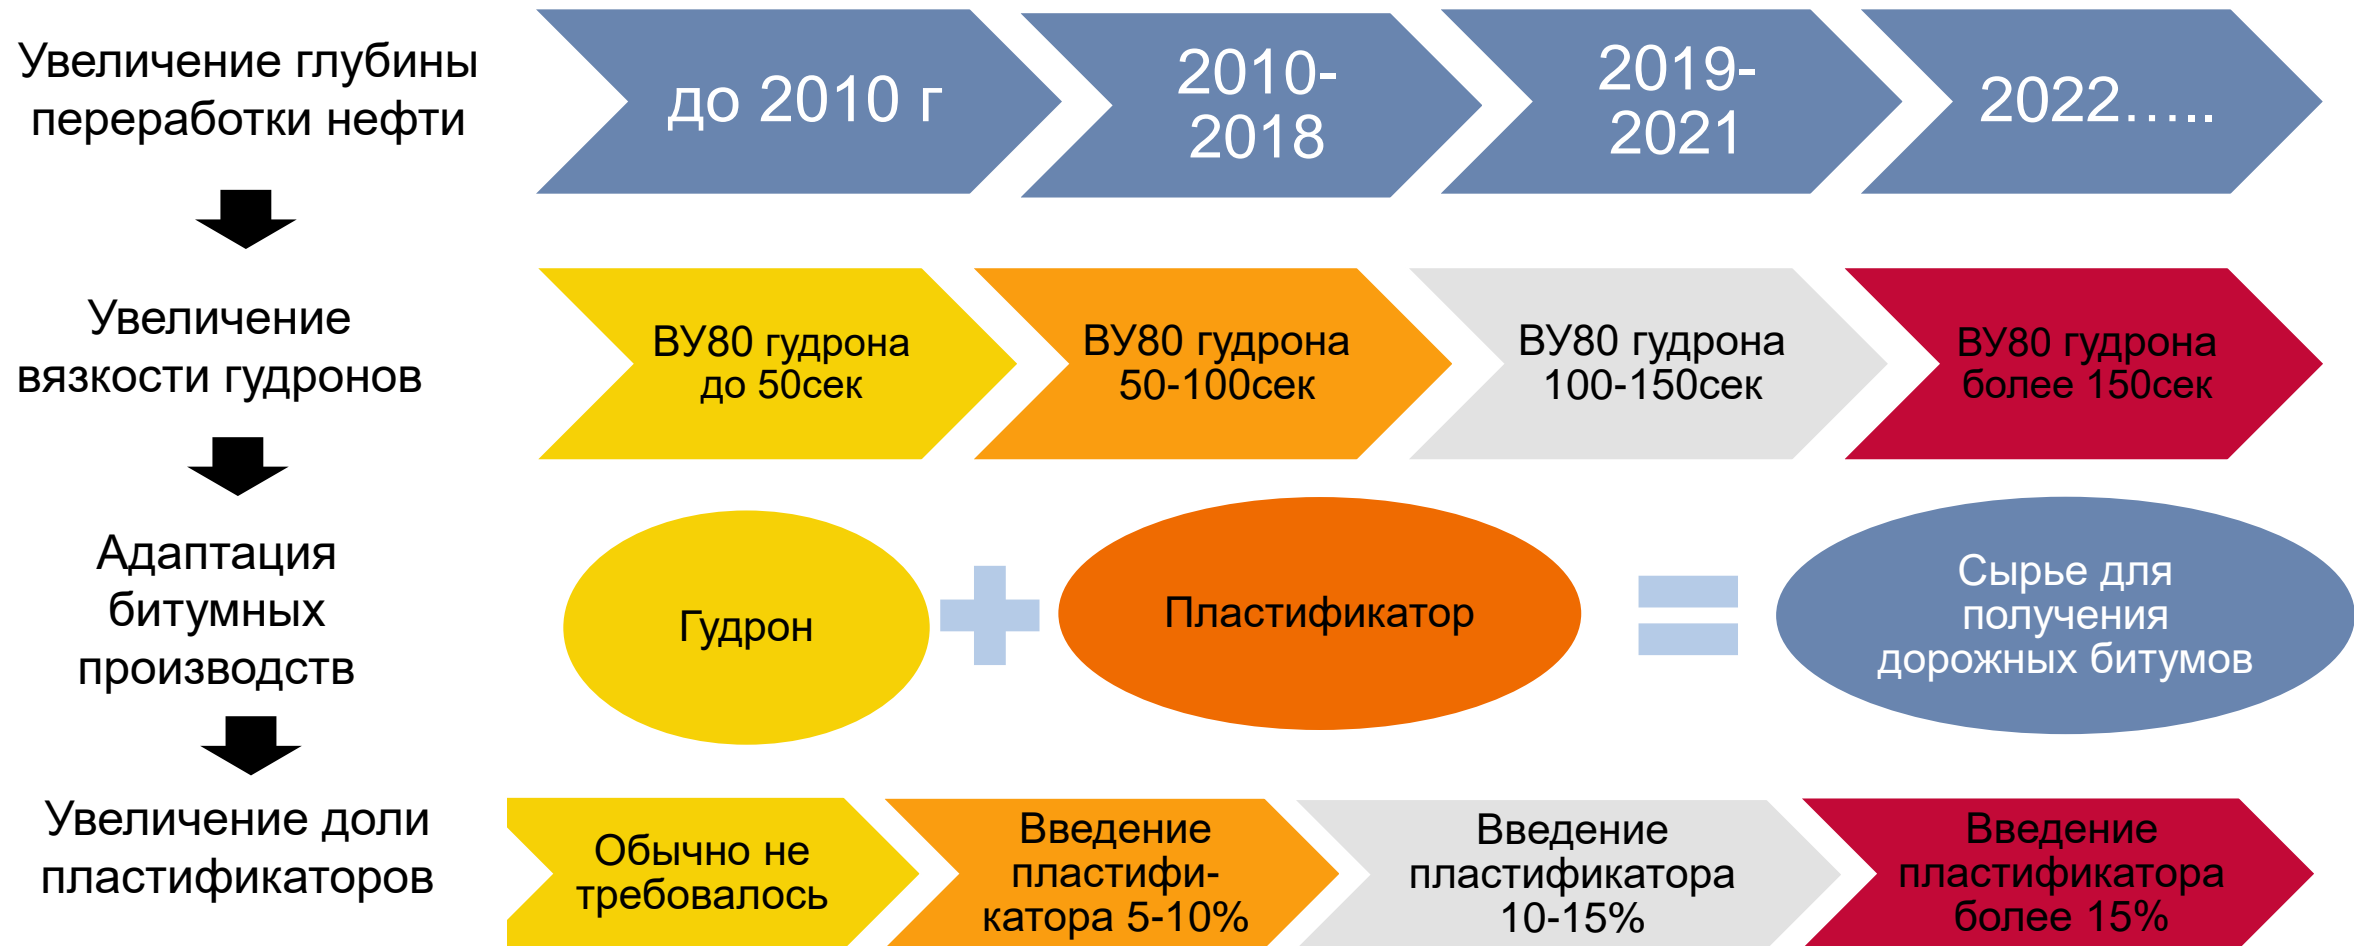 Увеличение глубины
переработки нефти
до 2010 г
2010-
2018
2019-
2021
2022.....
Увеличение
вязкости гудронов
ВУ80 гудрона
до 50сек
ВУ80 гудрона
50-100сек
ВУ80 гудрона
100-150сек
ВУ80 гудрона
более 150сек
Адаптация
битумных
производств
Гудрон
Пластификатор
Сырье для
получения
дорожных битумов
Увеличение доли
пластификаторов
Обычно не
требовалось
Введение
пластифи-
катора 5-10%
Введение
пластификатора
10-15%
Введение
пластификатора
более 15%